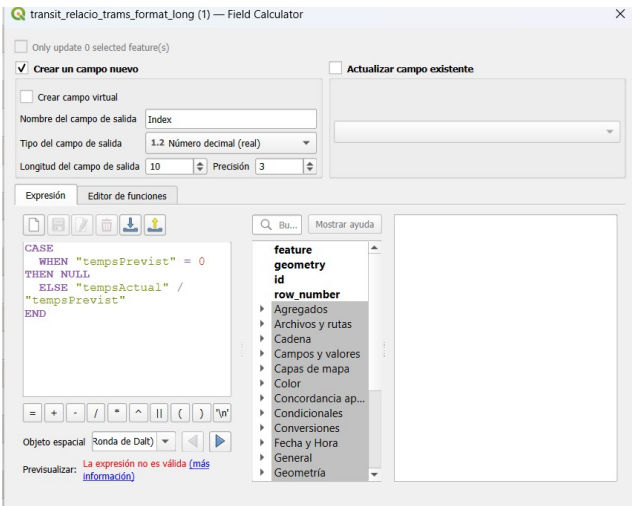 transit_relacio_trams_format_long (1) — Field Calculator
Only update 0 selected feature(s)
Crear un campo nuevo
Actualizar campo existente
Crear campo virtual
Nombre del campo de salida Index
Tipo del campo de salida 1.2 Número decimal (real)
Longitud del campo de salida 10 Precisión 3
Expresión Editor de funciones
Bu... Mostrar ayuda
CASE
WHEN "tempsPrevist" = 0
THEN NULL
ELSE "tempsActual" /
"tempsPrevist"
END
feature
geometry
id
row_number
Agregados
Archivos y rutas
Cadena
Campos y valores
Capas de mapa
Color
Concordancia ap...
Condicionales
Conversiones
Fecha y Hora
General
Geometría
= + - / * ^ || ( ) '\n'
Objeto espacial Ronda de Dalt)
Previsualizar: La expresión no es válida (más
información)